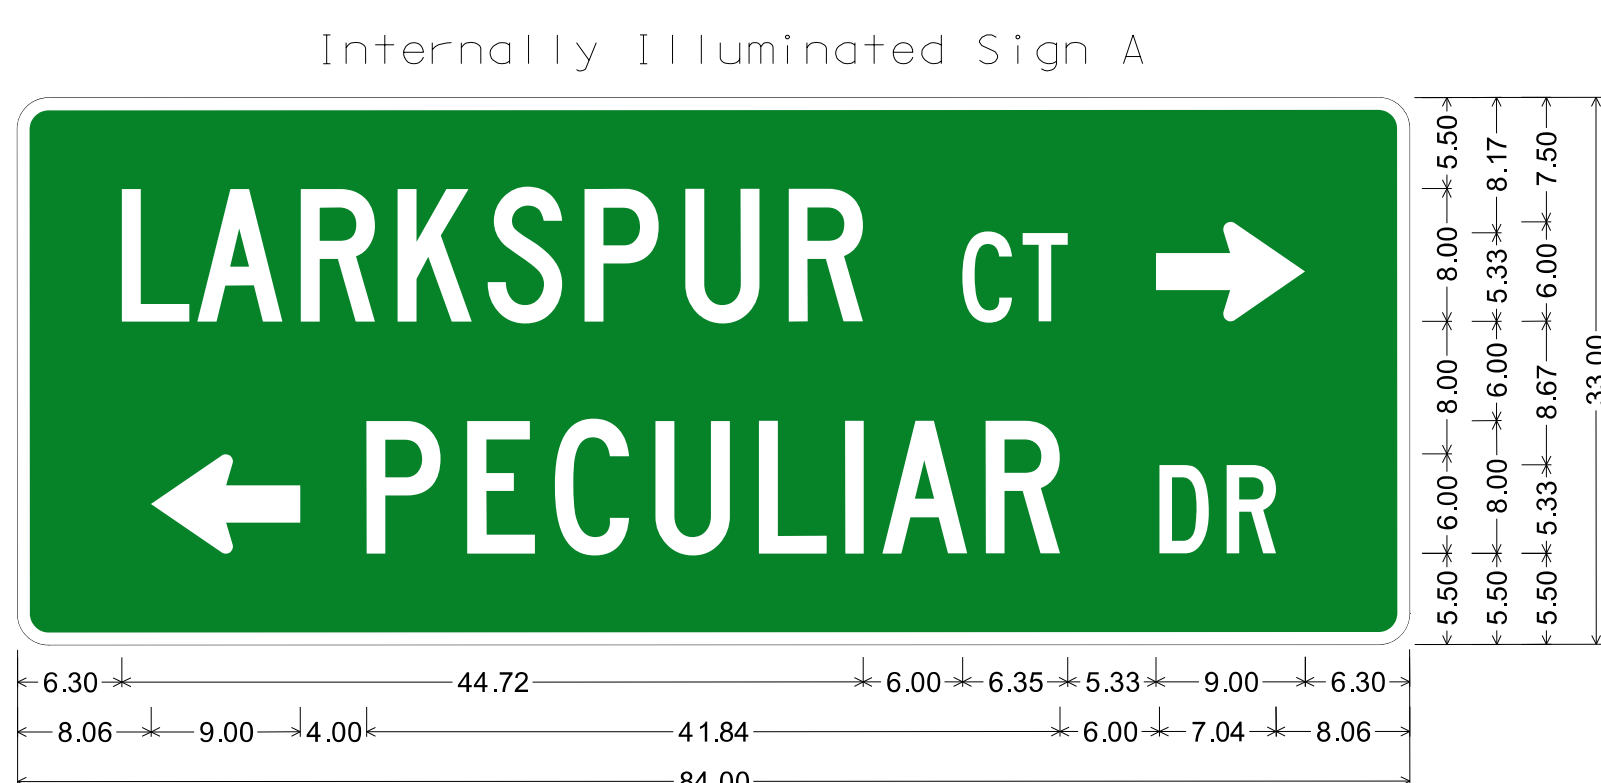 Internally Illuminated Sign A
LARKSPUR CT
PECULIAR DR
5.50 8.00 8.00 6.00 5.50
8.17 5.33 6.00 8.00 5.50
7.50 6.00 8.67 5.33 5.50
33.00
6.30 44.72 6.00 6.35 5.33 9.00 6.30
8.06 9.00 4.00 41.84 6.00 7.04 8.06
84.00